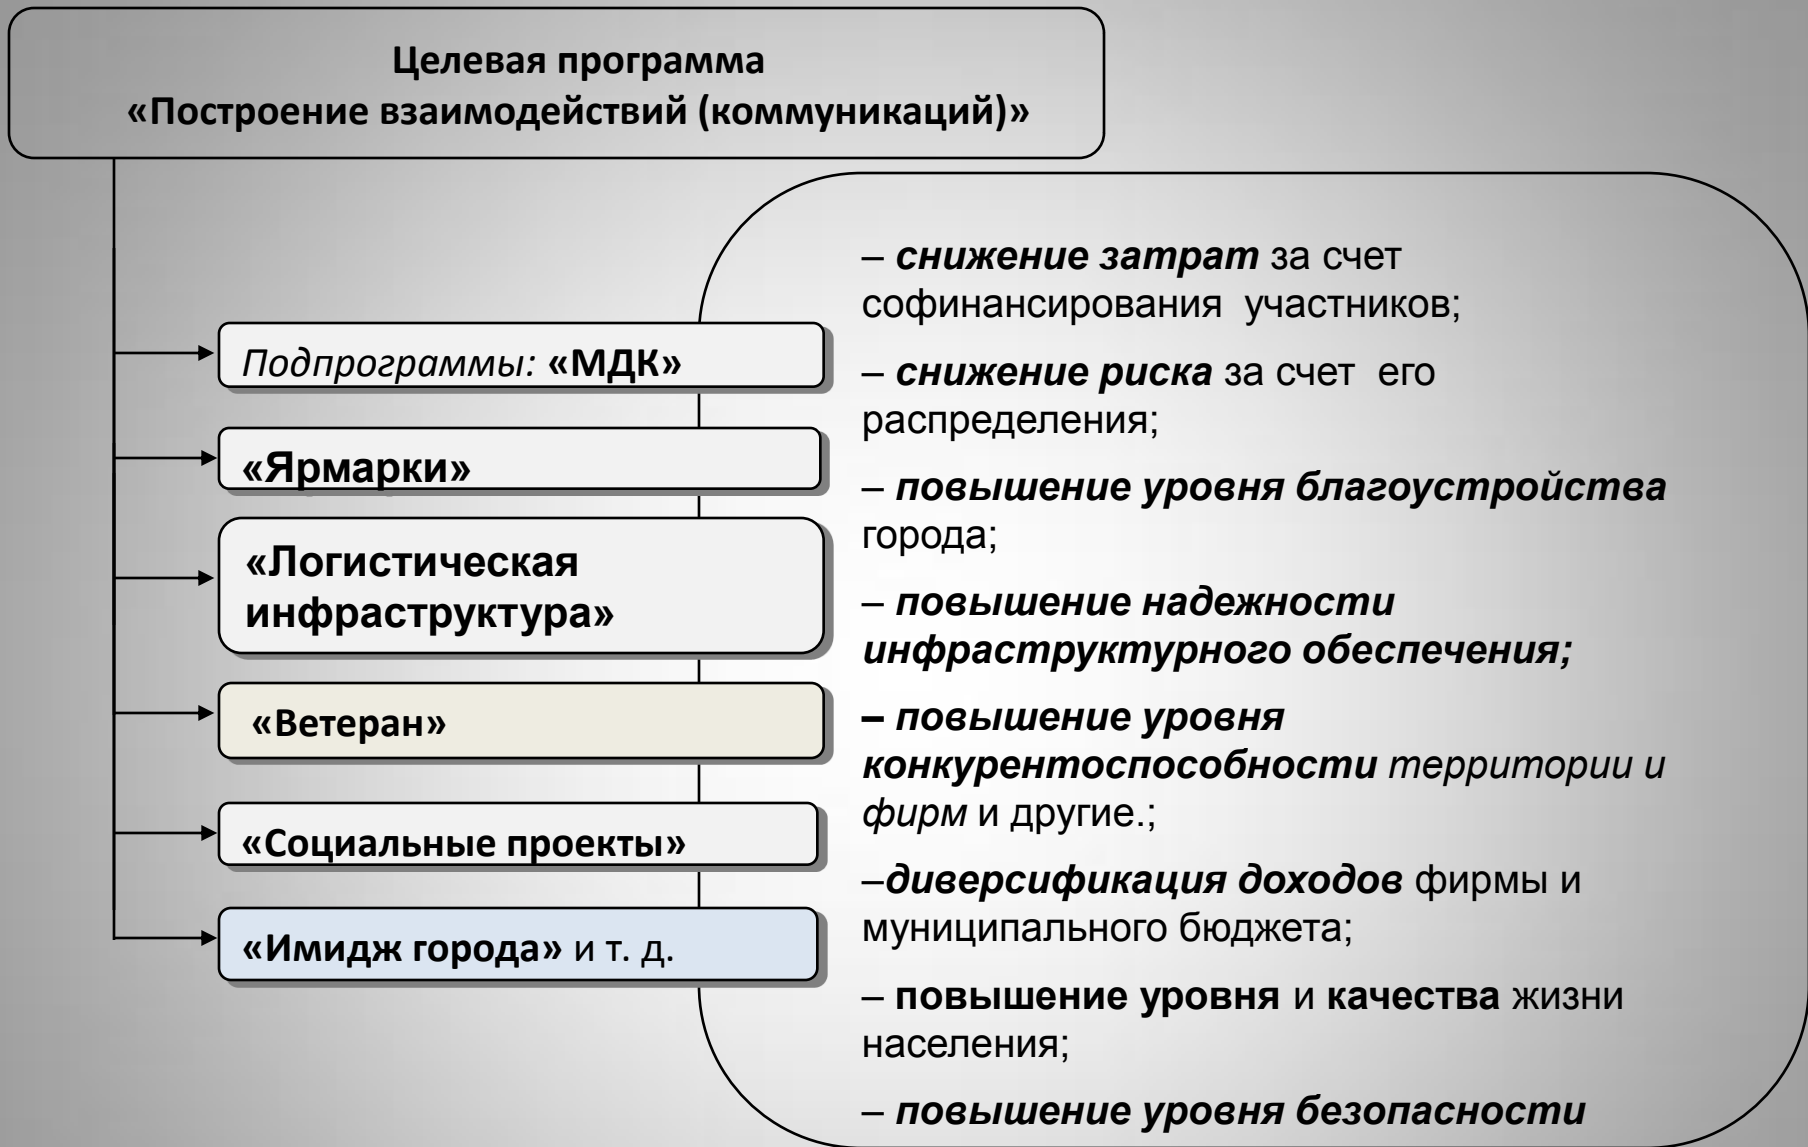 Целевая программа
«Построение взаимодействий (коммуникаций)»
Подпрограммы: «МДК»
«Ярмарки»
«Логистическая
инфраструктура»
«Ветеран»
«Социальные проекты»
«Имидж города» и т. д.
– снижение затрат за счет
софинансирования участников;
– снижение риска за счет его
распределения;
– повышение уровня благоустройства
города;
– повышение надежности
инфраструктурного обеспечения;
– повышение уровня
конкурентоспособности территории и
фирм и другие.;
–диверсификация доходов фирмы и
муниципального бюджета;
– повышение уровня и качества жизни
населения;
– повышение уровня безопасности